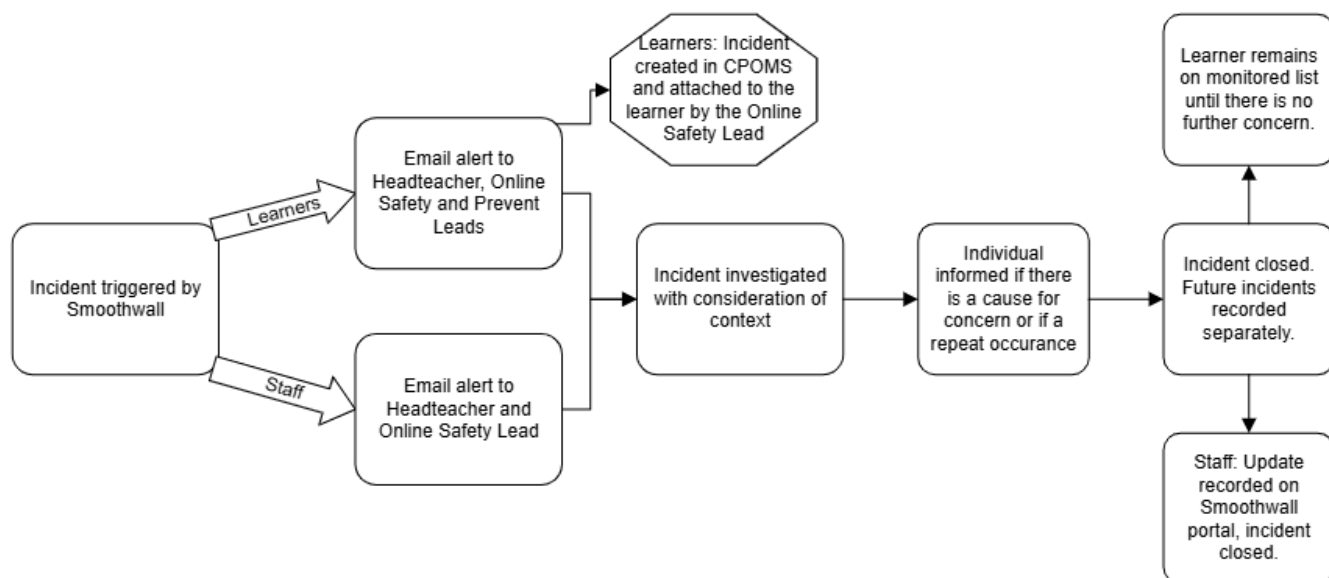 Learners: Incident
created in CPOMS
and attached to the
learner by the Online
Safety Lead
Learner remains
on monitored list
until there is no
further concern.
Email alert to
Headteacher, Online
Safety and Prevent
Leads
Learners
Incident triggered by
Smoothwall
Incident investigated
with consideration of
context
Individual
informed if there
is a cause for
concern or if a
repeat occurance
Incident closed.
Future incidents
recorded
separately.
Staff
Email alert to
Headteacher and
Online Safety Lead
Staff: Update
recorded on
Smoothwall
portal, incident
closed.